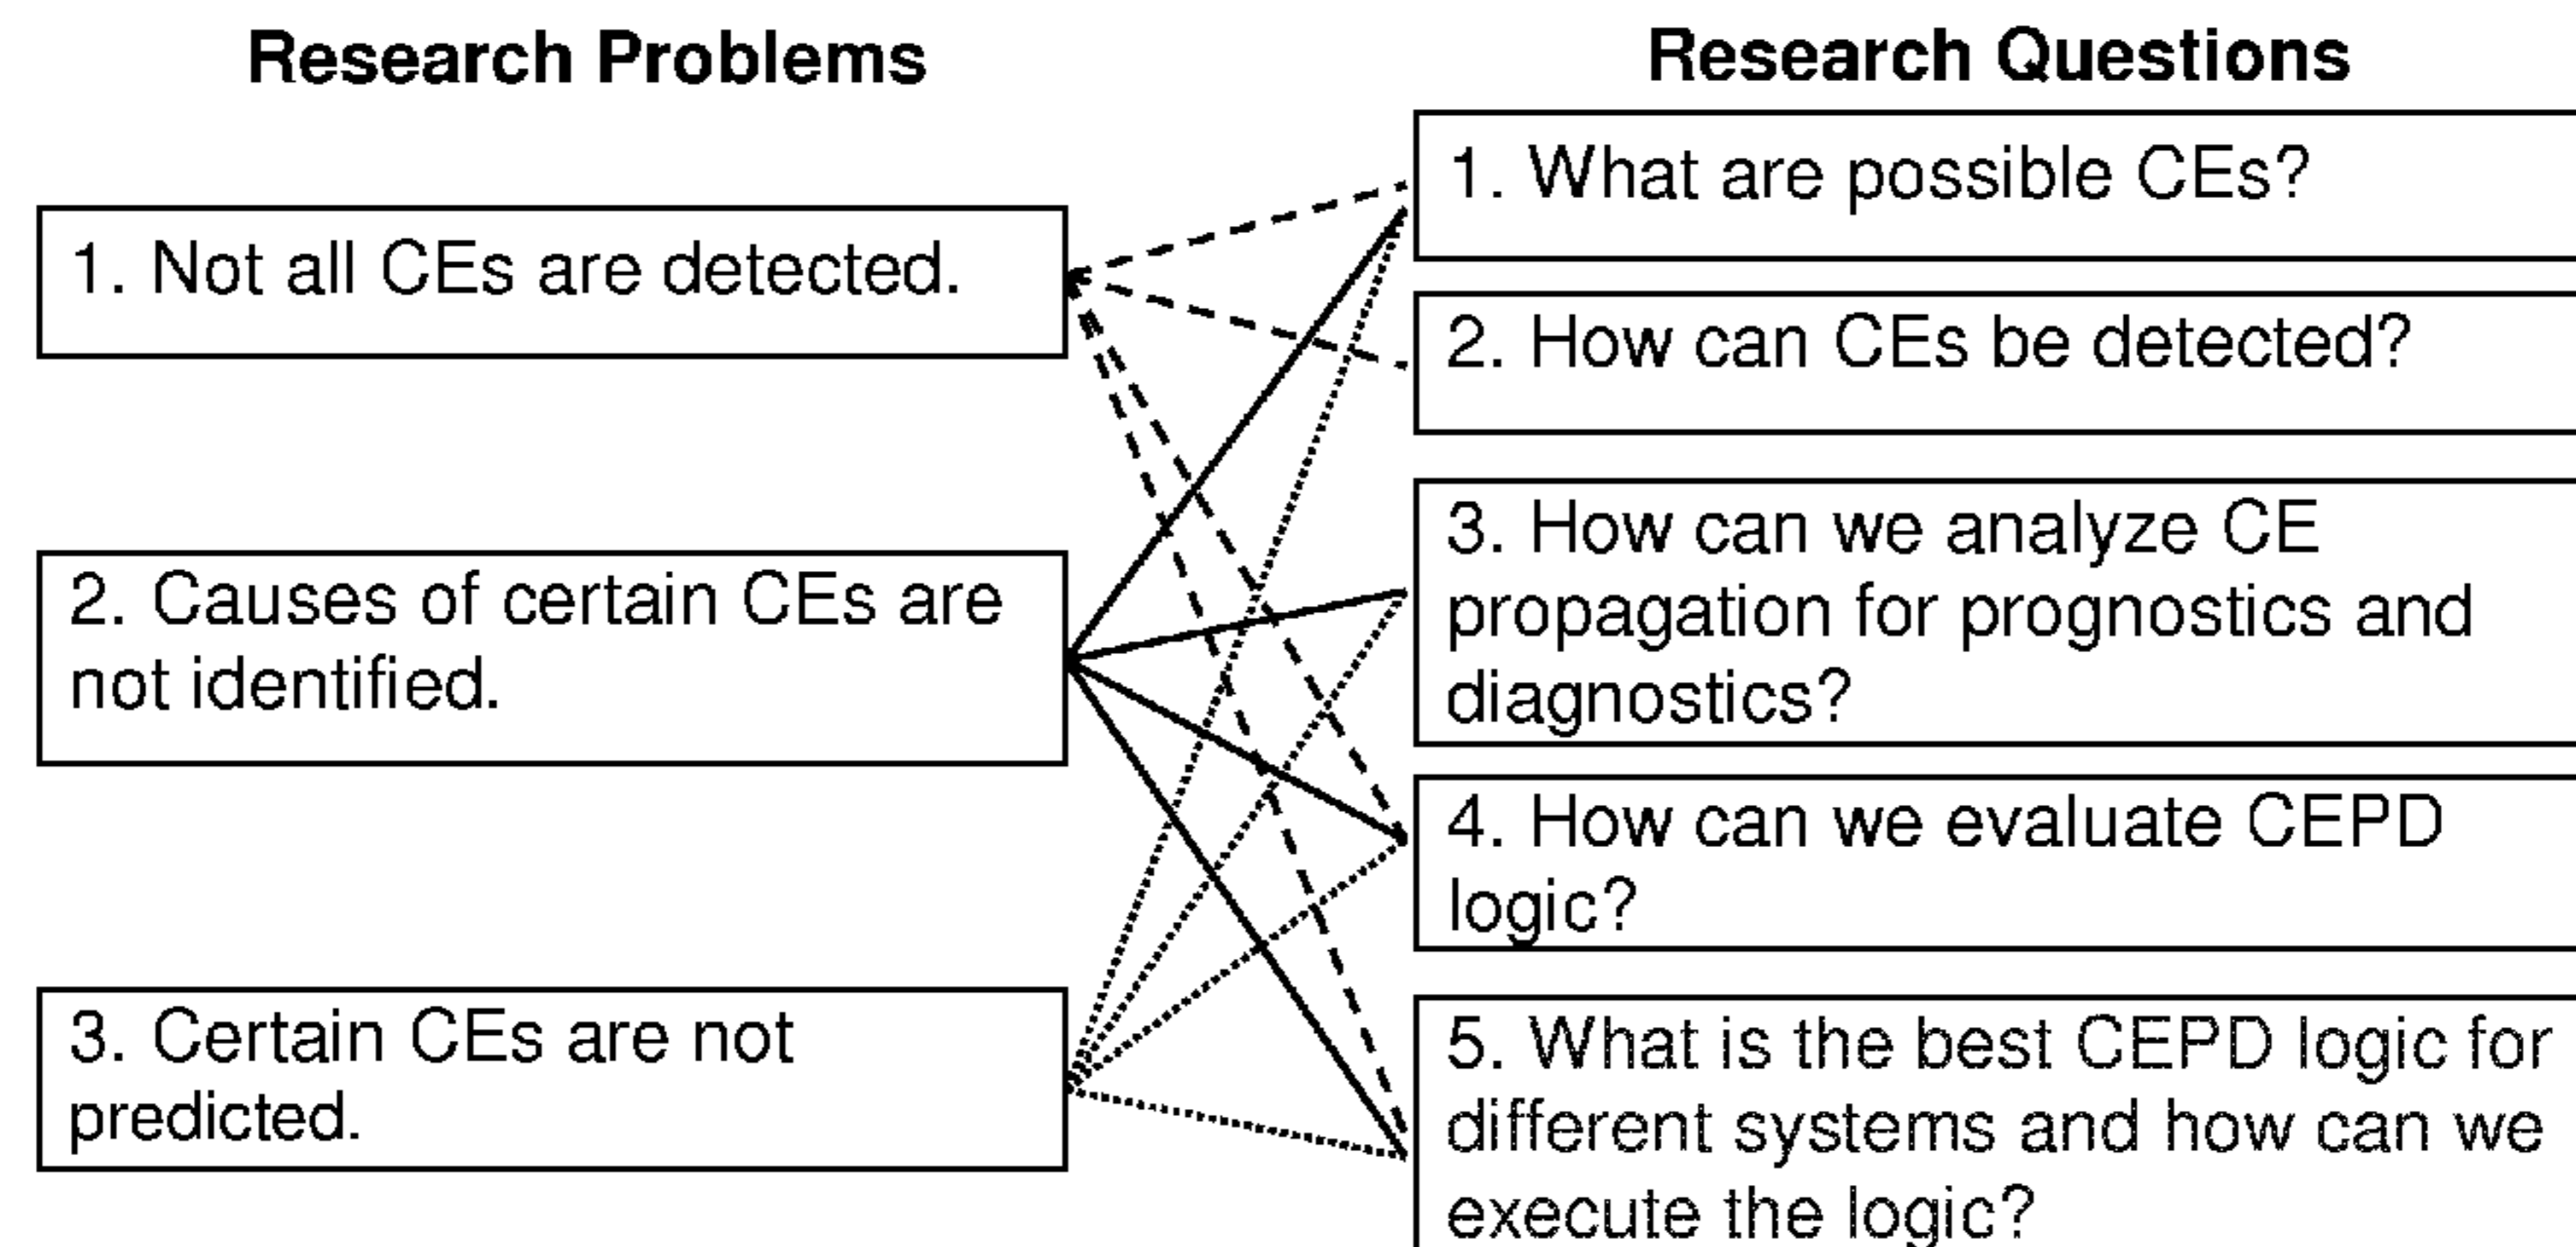 Research Problems
1. Not all CEs are detected.
2. Causes of certain CEs are
not identified.
3. Certain CEs are not
predicted.
Research Questions
1. What are possible CEs?
2. How can CEs be detected?
3. How can we analyze CE
propagation for prognostics and
diagnostics?
4. How can we evaluate CEPD
logic?
5. What is the best CEPD logic for
different systems and how can we
execute the logic?